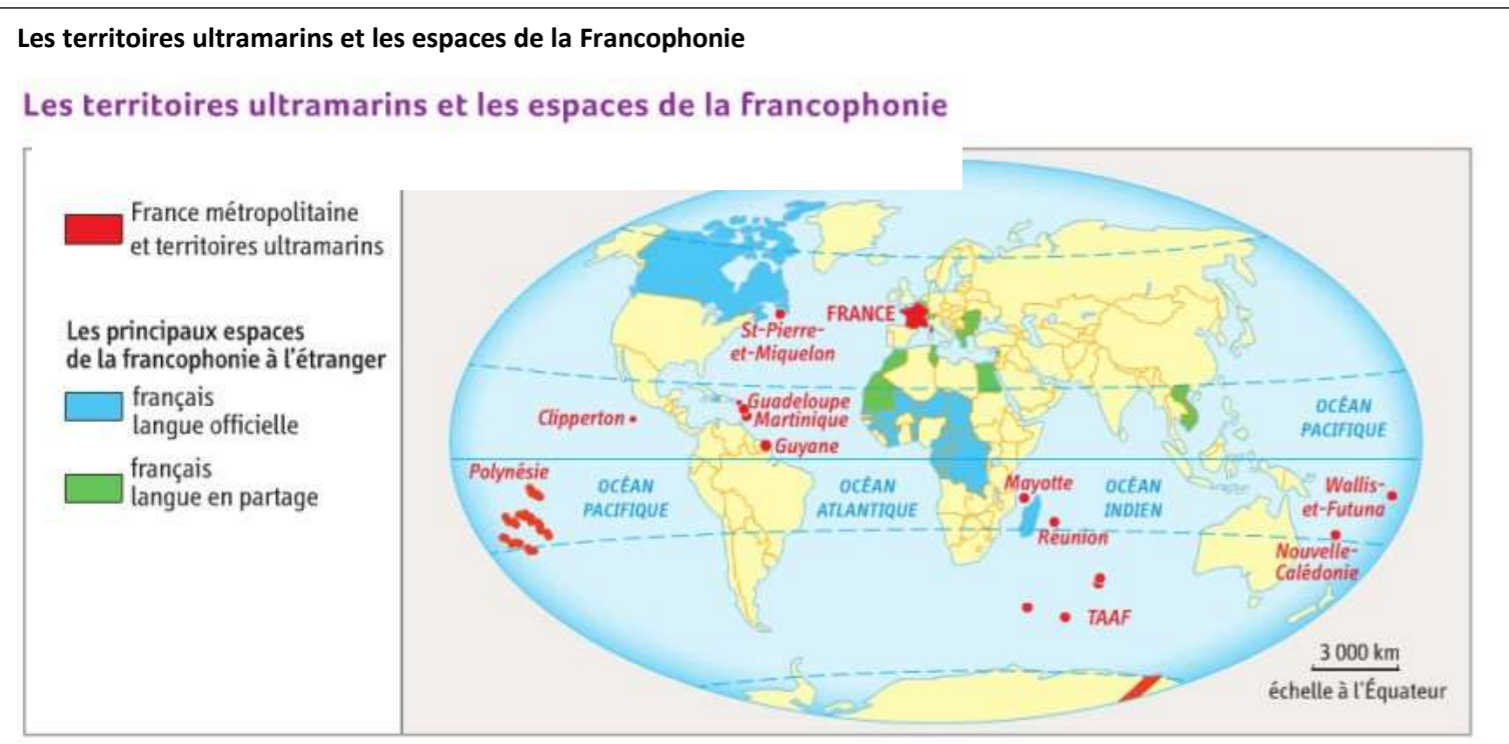 Les territoires ultramarins et les espaces de la Francophonie
Les territoires ultramarins et les espaces de la francophonie
France métropolitaine
et territoires ultramarins
Les principaux espaces
de la francophonie à l'étranger
français
langue officielle
français
langue en partage
FRANCE
St-Pierre-
et-Miquelon
Guadeloupe
Martinique
Clipperton
Guyane
OCÉAN
PACIFIQUE
Polynésie
OCÉAN
PACIFIQUE
OCÉAN
ATLANTIQUE
Mayotte
OCÉAN
INDIEN
Réunion
Wallis-
et-Futuna
Nouvelle-
Calédonie
TAAF
3 000 km
échelle à l'Équateur